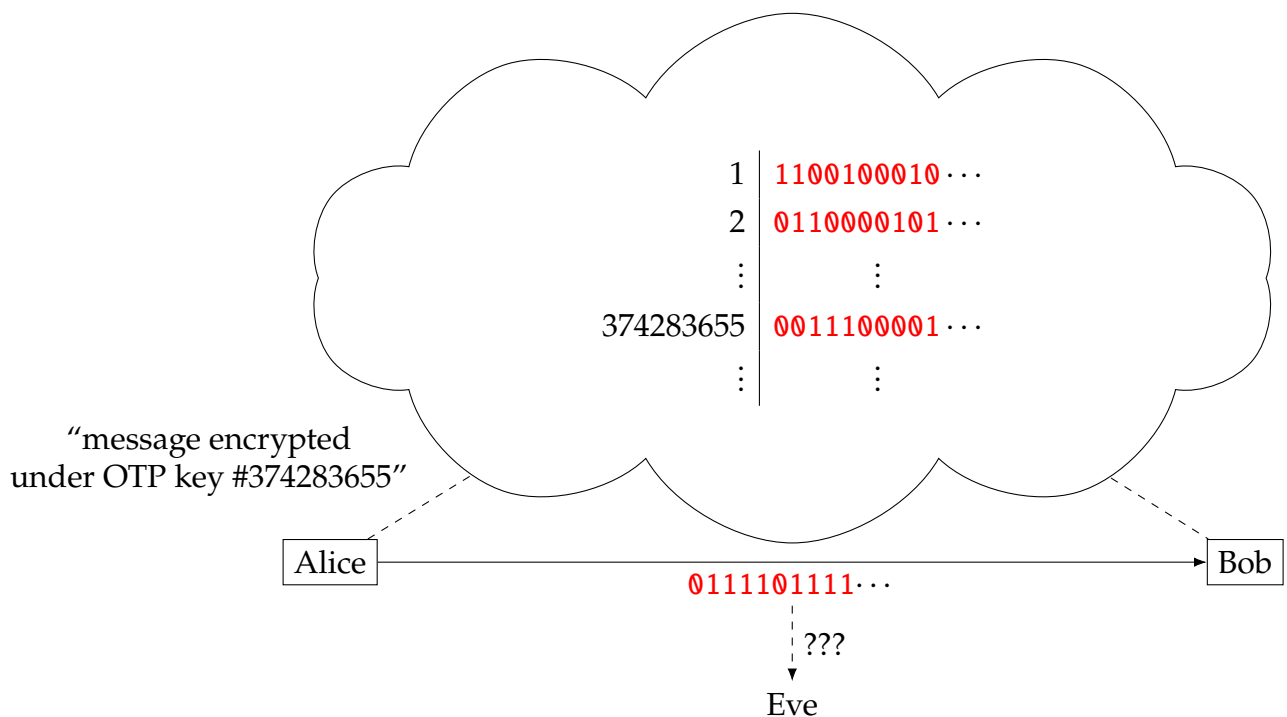 1 1100100010···
2 0110000101···
⋮ ⋮
374283655 0011100001···
⋮ ⋮
“message encrypted
under OTP key #374283655”
Alice
Bob
0111101111···
???
Eve